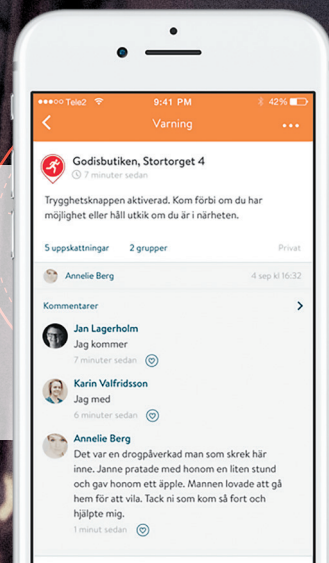 Tele2 9:41 PM 42%
Varning
Godisbutiken, Stortorget 4
7 minuter sedan
Trygghetsknappen aktiverad. Kom förbi om du har
möjlighet eller håll utkik om du är i närheten.
5 uppskattningar 2 grupper Privat
Annelie Berg 4 sep kl 16:32
Kommentarer
Jan Lagerholm
Jag kommer
7 minuter sedan
Karin Valfridsson
Jag med
6 minuter sedan
Annelie Berg
Det var en drogpåverkad man som skrek här
inne. Janne pratade med honom en liten stund
och gav honom ett äpple. Mannen lovade att gå
hem för att vila. Tack ni som kom så fort och
hjälpte mig.
1 minut sedan